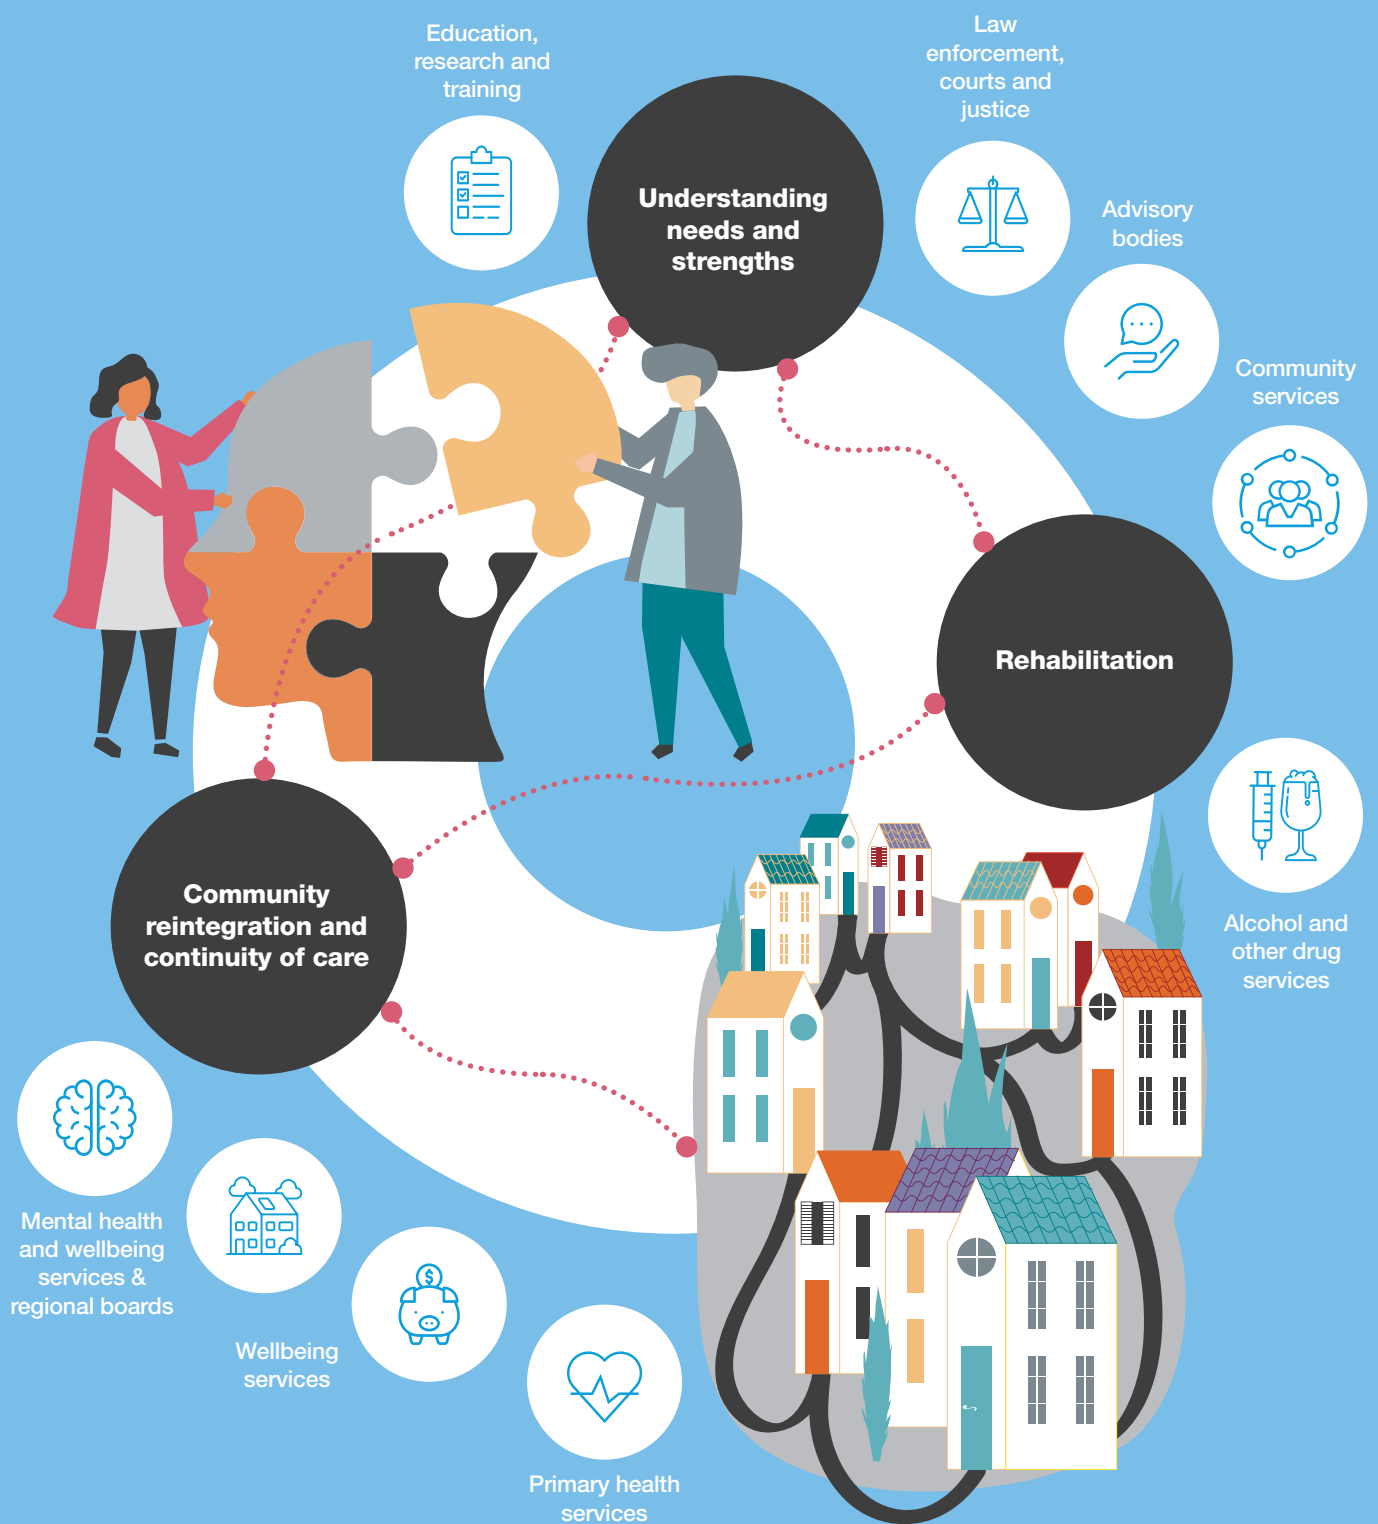 Education,
research and
training
Law
enforcement,
courts and
justice
Understanding
needs and
strengths
Advisory
bodies
Community
services
Rehabilitation
Alcohol and
other drug
services
Community
reintegration and
continuity of care
Mental health
and wellbeing
services &
regional boards
Wellbeing
services
$
Primary health
services